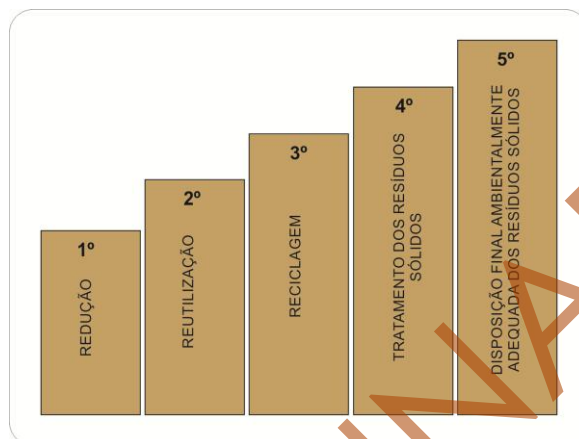 1º
REDUÇÃO
2º
REUTILIZAÇÃO
3º
RECICLAGEM
4º
TRATAMENTO DOS RESÍDUOS
SÓLIDOS
5º
DISPOSIÇÃO FINAL AMBIENTALMENTE
ADEQUADA DOS RESÍDUOS SÓLIDOS